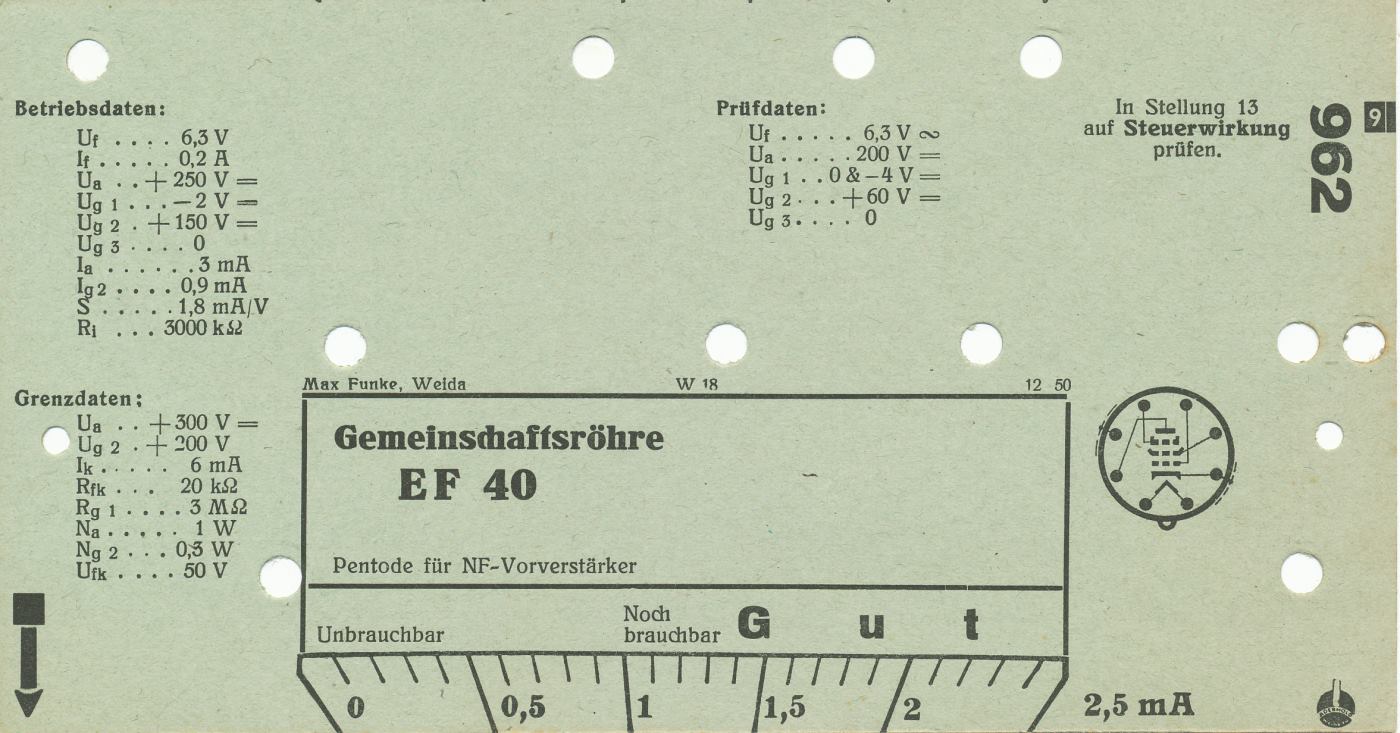 Betriebsdaten:
Uf . . . . 6,3 V
If . . . . . 0,2 A
Ua . . + 250 V =
Ug 1 . . . − 2 V =
Ug 2 . + 150 V =
Ug 3 . . . . 0
Ia . . . . . . 3 mA
Ig2 . . . . 0,9 mA
S . . . . . 1,8 mA/V
Ri . . . 3000 kΩ
Grenzdaten:
Ua . . + 300 V =
Ug 2 . + 200 V
Ik . . . . . 6 mA
Rfk . . . 20 kΩ
Rg 1 . . . . 3 MΩ
Na . . . . . 1 W
Ng 2 . . . 0,3 W
Ufk . . . . 50 V
Prüfdaten:
Uf . . . . . 6,3 V ∾
Ua . . . . . 200 V =
Ug 1 . . 0 & − 4 V =
Ug 2 . . . + 60 V =
Ug 3 . . . . 0
In Stellung 13
auf Steuerwirkung
prüfen.
962
9
Max Funke, Weida W 18 12 50
Gemeinschaftsröhre
EF 40
Pentode für NF-Vorverstärker
Unbrauchbar
Noch
brauchbar
Gut
0 0,5 1 1,5 2 2,5 mA